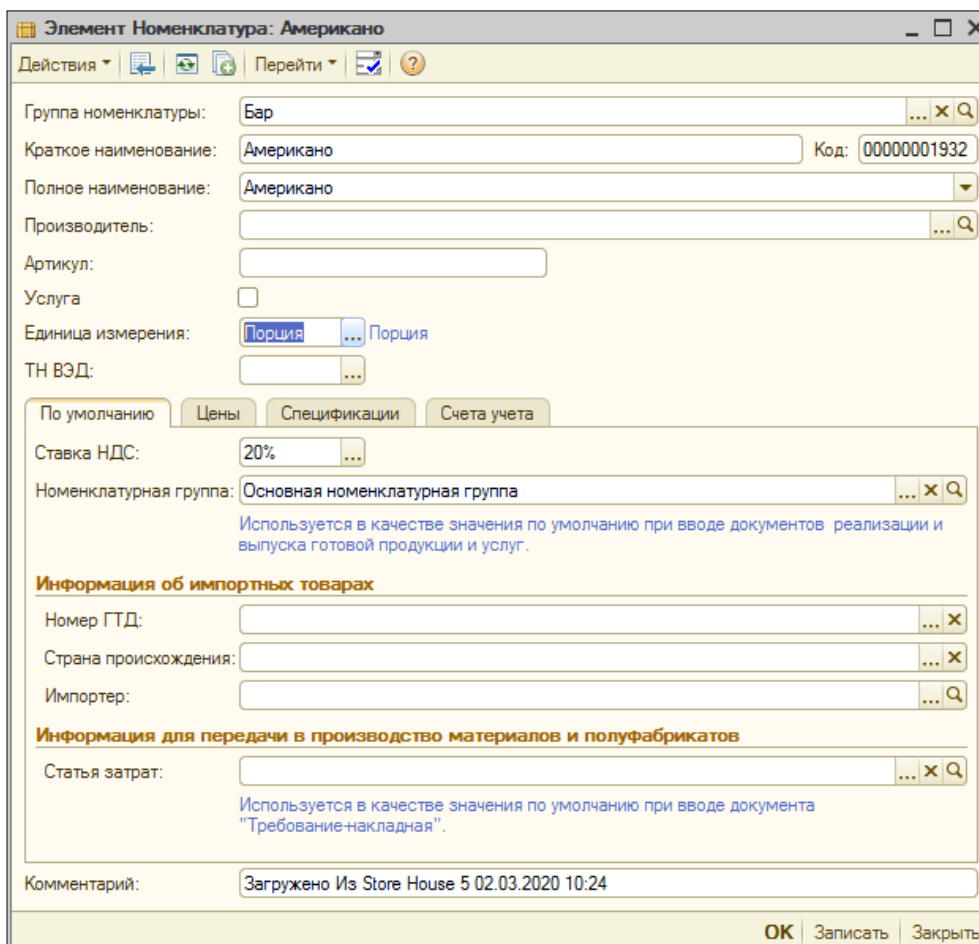 Элемент Номенклатура: Американо
Действия Перейти
Группа номенклатуры: Бар
Краткое наименование: Американо Код: 00000001932
Полное наименование: Американо
Производитель:
Артикул:
Услуга
Единица измерения: Порция ... Порция
ТН ВЭД:
По умолчанию Цены Спецификации Счета учета
Ставка НДС: 20%
Номенклатурная группа: Основная номенклатурная группа
Используется в качестве значения по умолчанию при вводе документов реализации и
выпуска готовой продукции и услуг.
Информация об импортных товарах
Номер ГТД:
Страна происхождения:
Импортер:
Информация для передачи в производство материалов и полуфабрикатов
Статья затрат:
Используется в качестве значения по умолчанию при вводе документа
"Требование-накладная".
Комментарий: Загружено Из Store House 5 02.03.2020 10:24
OK Записать Закрыть